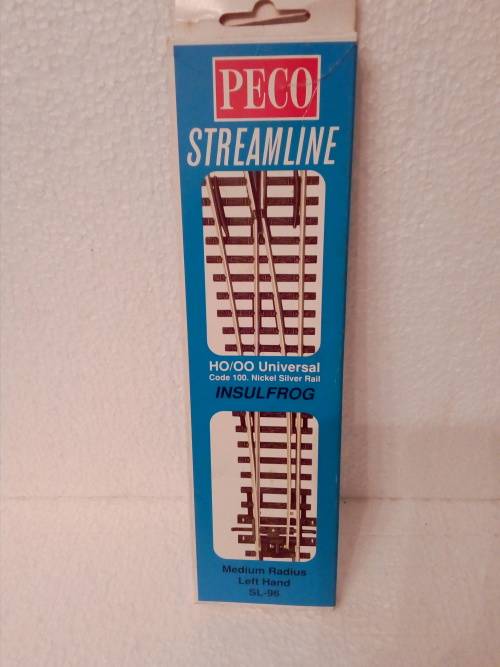 PECO
STREAMLINE
HO/OO Universal
Code 100. Nickel Silver Rail
INSULFROG
Medium Radius
Left Hand
SL-96